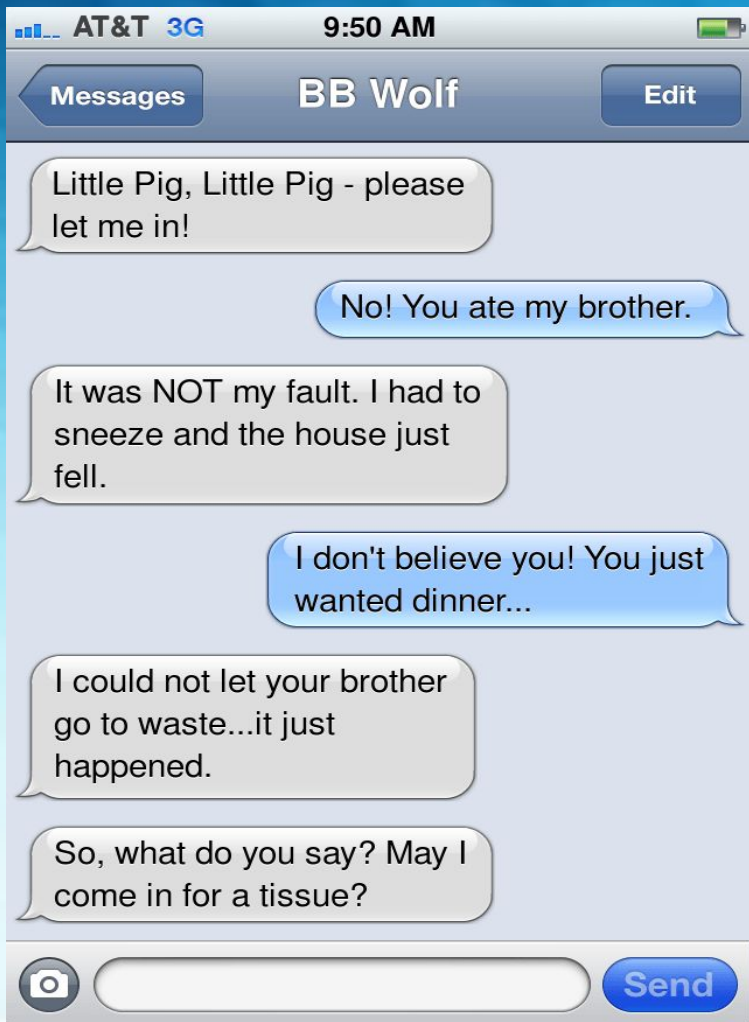 AT&T 3G 9:50 AM
Messages BB Wolf Edit
Little Pig, Little Pig - please
let me in!
No! You ate my brother.
It was NOT my fault. I had to
sneeze and the house just
fell.
I don't believe you! You just
wanted dinner...
I could not let your brother
go to waste...it just
happened.
So, what do you say? May I
come in for a tissue?
Send